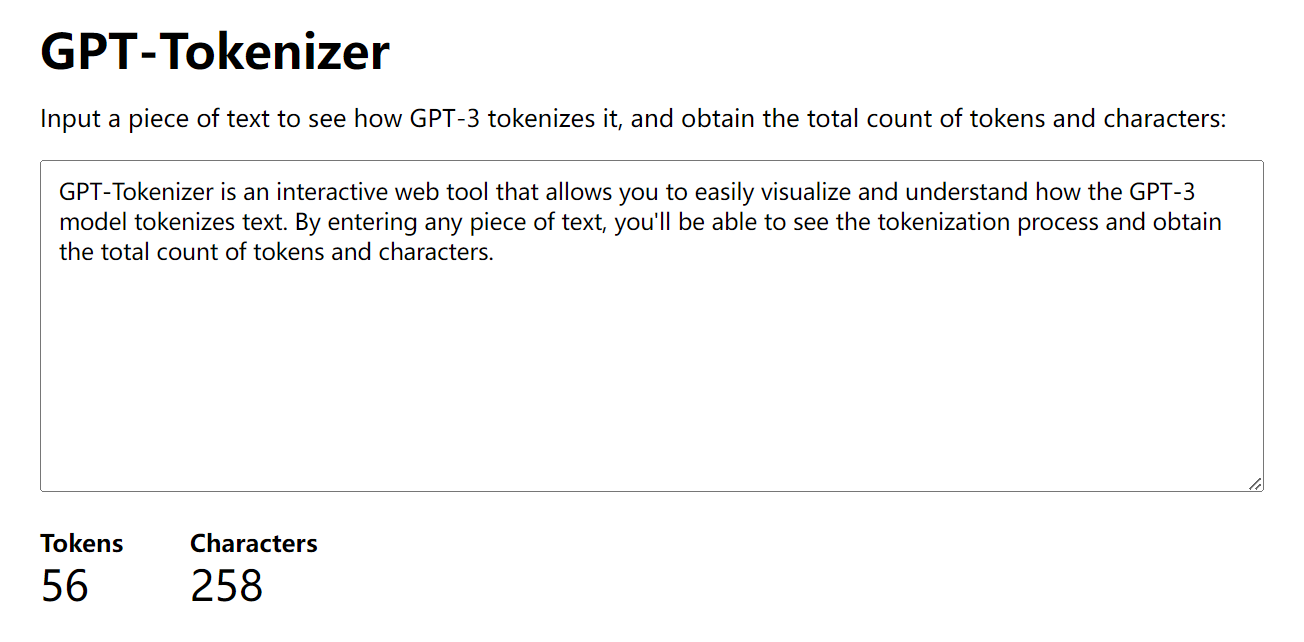 GPT-Tokenizer
Input a piece of text to see how GPT-3 tokenizes it, and obtain the total count of tokens and characters:
GPT-Tokenizer is an interactive web tool that allows you to easily visualize and understand how the GPT-3
model tokenizes text. By entering any piece of text, you'll be able to see the tokenization process and obtain
the total count of tokens and characters.
Tokens Characters
56 258